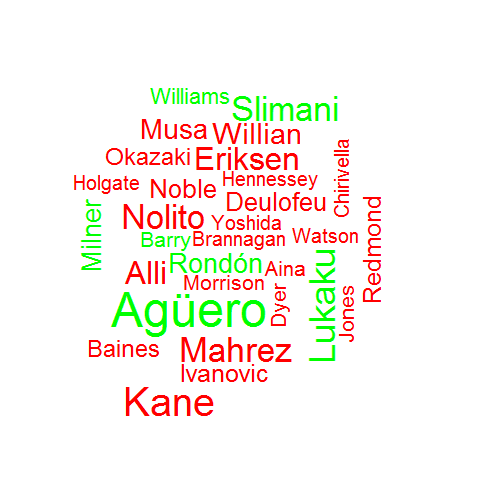 Williams
Slimani
Musa
Willian
Okazaki
Eriksen
Chirivella
Holgate
Noble
Hennessey
Deulofeu
Milner
Nolito
Yoshida
Redmond
Barry
Brannagan
Watson
Rondón
Alli
Morrison
Aina
Lukaku
Agüero
Dyer
Jones
Baines
Mahrez
Ivanovic
Kane